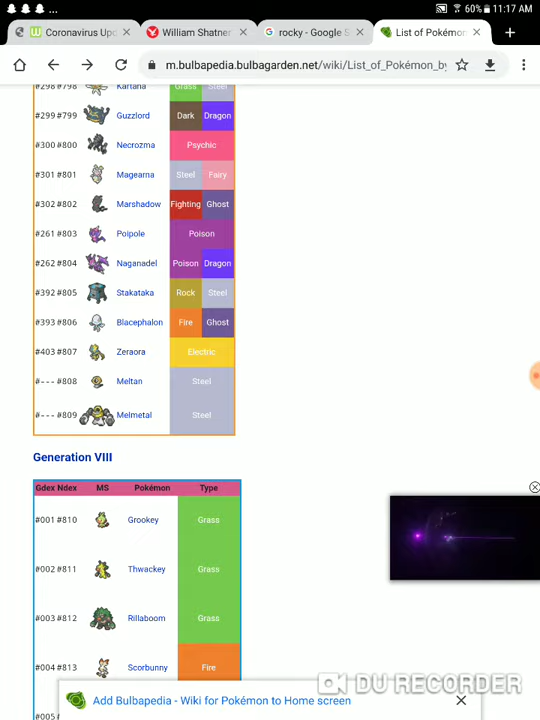 60% 11:17 AM
Coronavirus Upd
William Shatner
rocky - Google S
List of Pokémon
m.bulbapedia.bulbagarden.net/wiki/List_of_Pokémon_by
#298 #798 Kartana Grass Steel
#299 #799 Guzzlord Dark Dragon
#300 #800 Necrozma Psychic
#301 #801 Magearna Steel Fairy
#302 #802 Marshadow Fighting Ghost
#261 #803 Poipole Poison
#262 #804 Naganadel Poison Dragon
#392 #805 Stakataka Rock Steel
#393 #806 Blacephalon Fire Ghost
#403 #807 Zeraora Electric
#--- #808 Meltan Steel
#--- #809 Melmetal Steel
Generation VIII
Gdex Ndex MS Pokémon Type
#001 #810 Grookey Grass
#002 #811 Thwackey Grass
#003 #812 Rillaboom Grass
#004 #813 Scorbunny Fire
DU RECORDER
Add Bulbapedia - Wiki for Pokémon to Home screen
#005